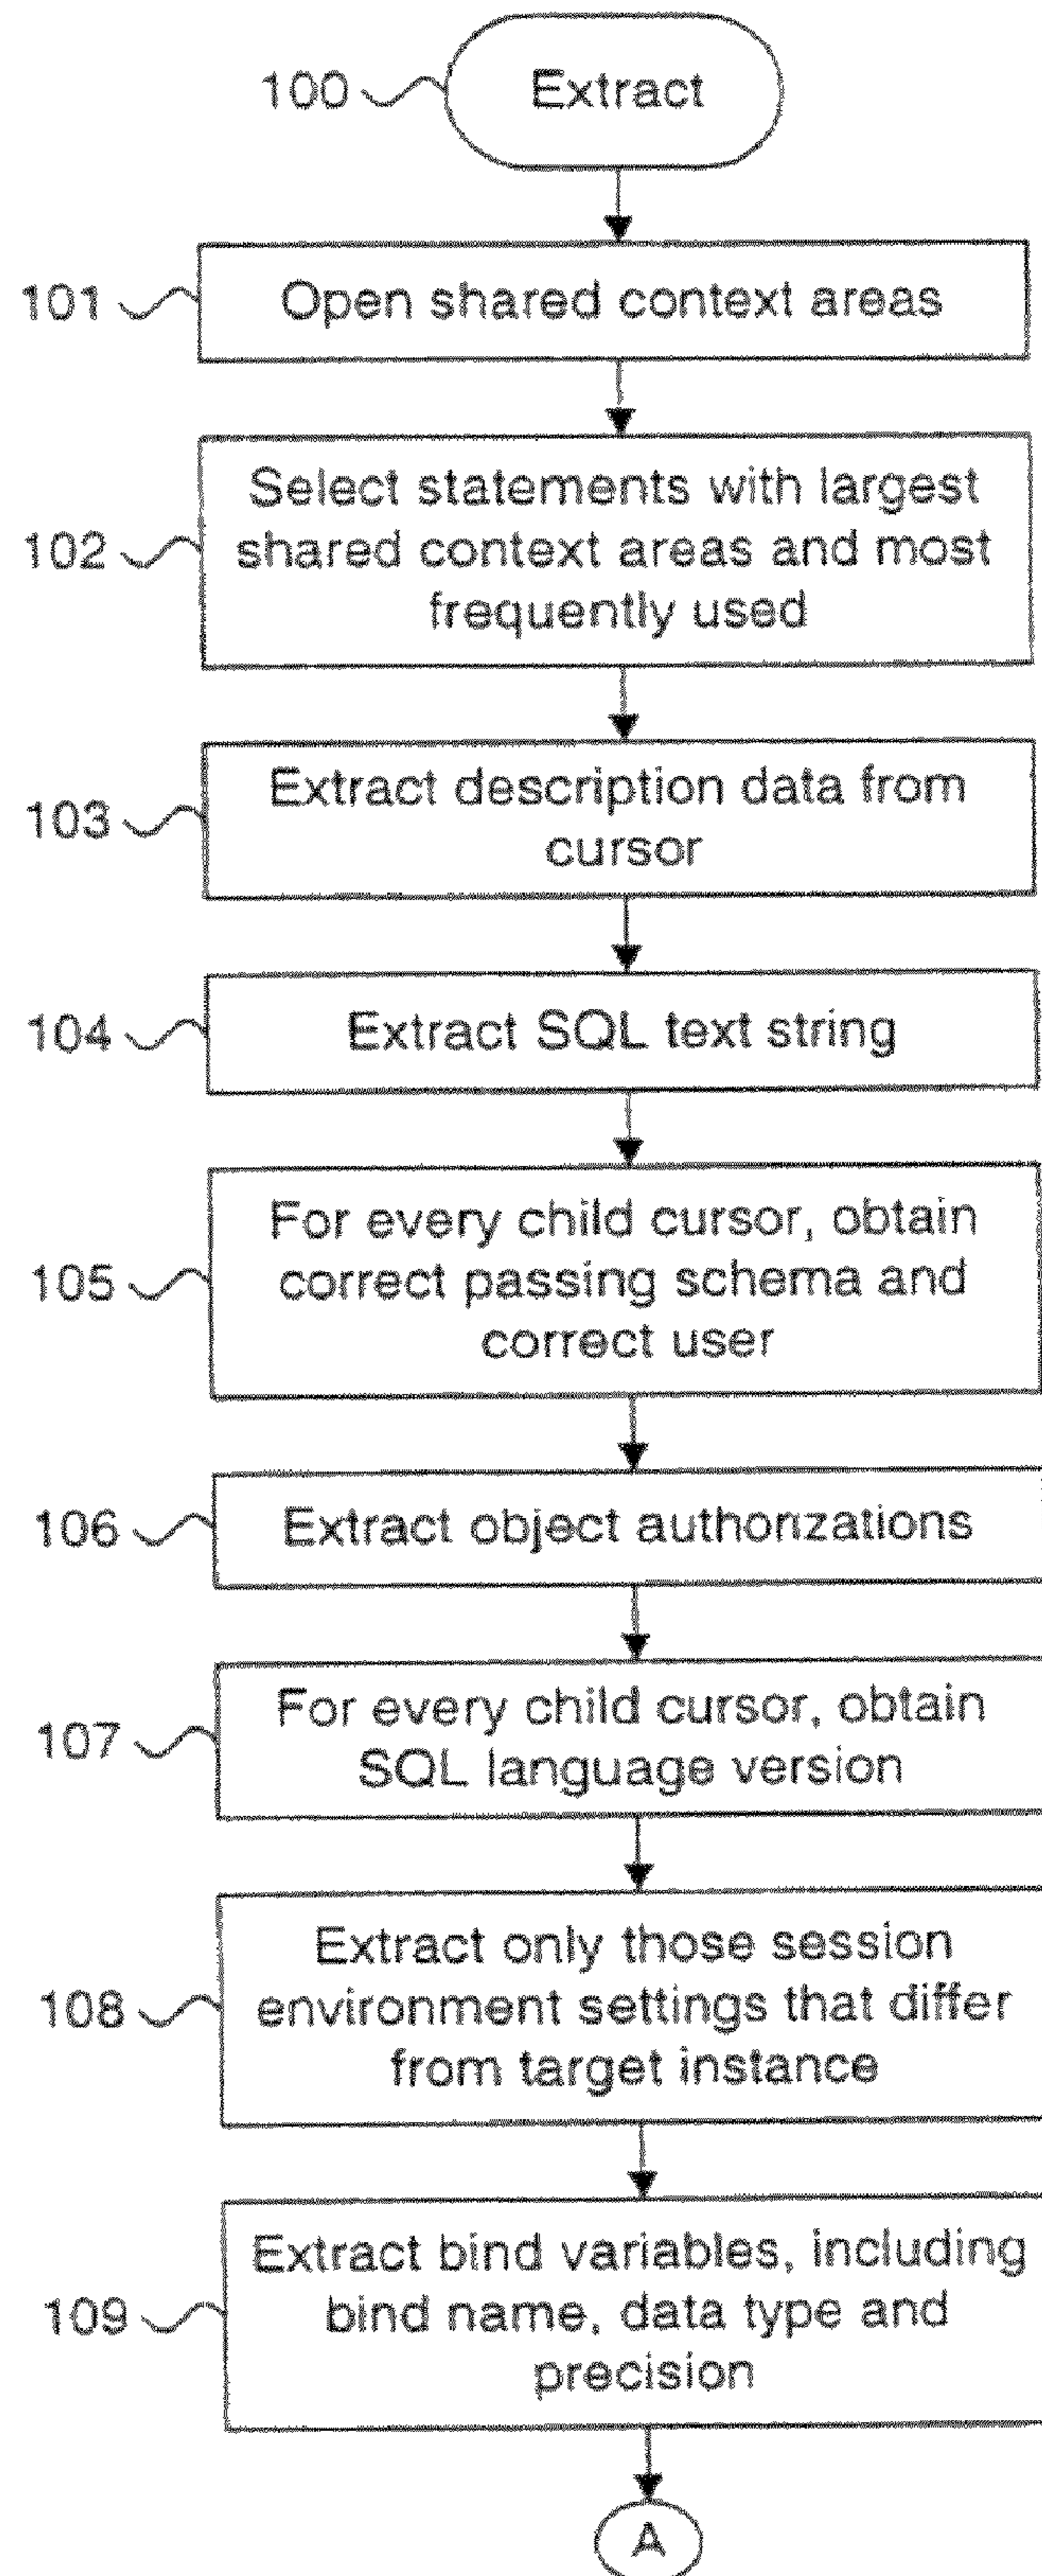 100
Extract
101
Open shared context areas
102
Select statements with largest
shared context areas and most
frequently used
103
Extract description data from
cursor
104
Extract SQL text string
105
For every child cursor, obtain
correct passing schema and
correct user
106
Extract object authorizations
107
For every child cursor, obtain
SQL language version
108
Extract only those session
environment settings that differ
from target instance
109
Extract bind variables, including
bind name, data type and
precision
A